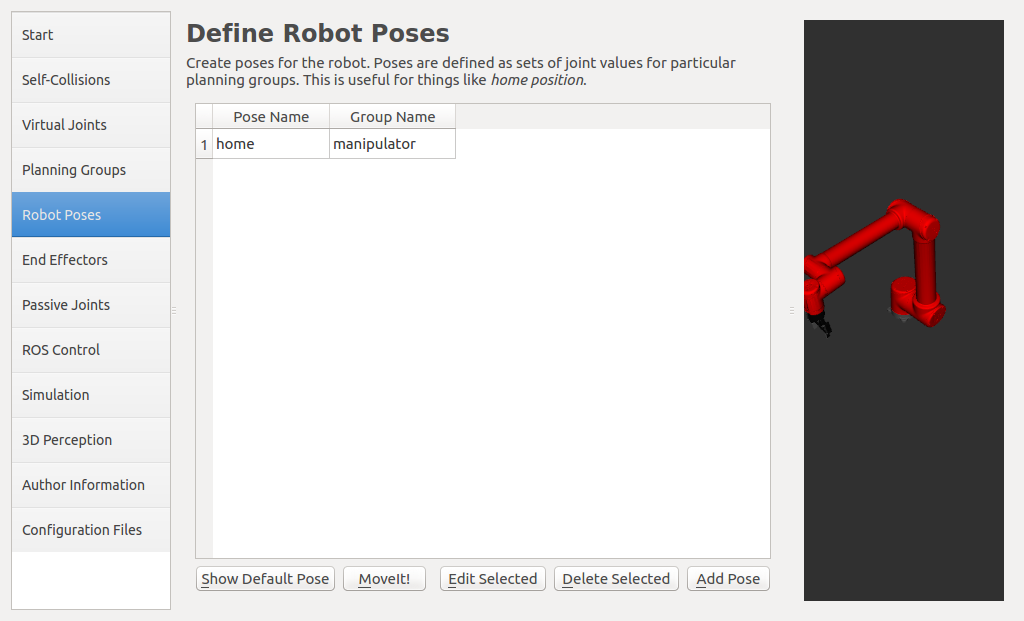 Start
Self-Collisions
Virtual Joints
Planning Groups
Robot Poses
End Effectors
Passive Joints
ROS Control
Simulation
3D Perception
Author Information
Configuration Files
Define Robot Poses
Create poses for the robot. Poses are defined as sets of joint values for particular
planning groups. This is useful for things like home position.
Pose Name Group Name
1 home manipulator
Show Default Pose MoveIt! Edit Selected Delete Selected Add Pose